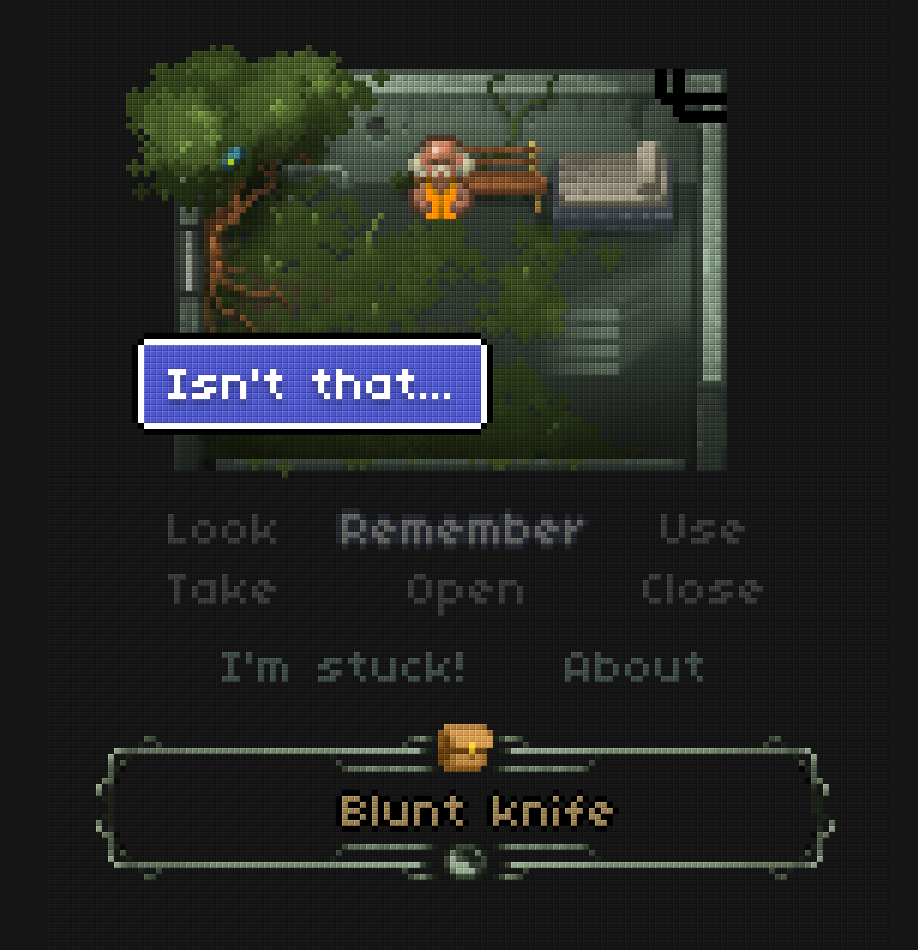 Isn't that...
Look Remember Use
Take Open Close
I'm stuck! About
Blunt knife